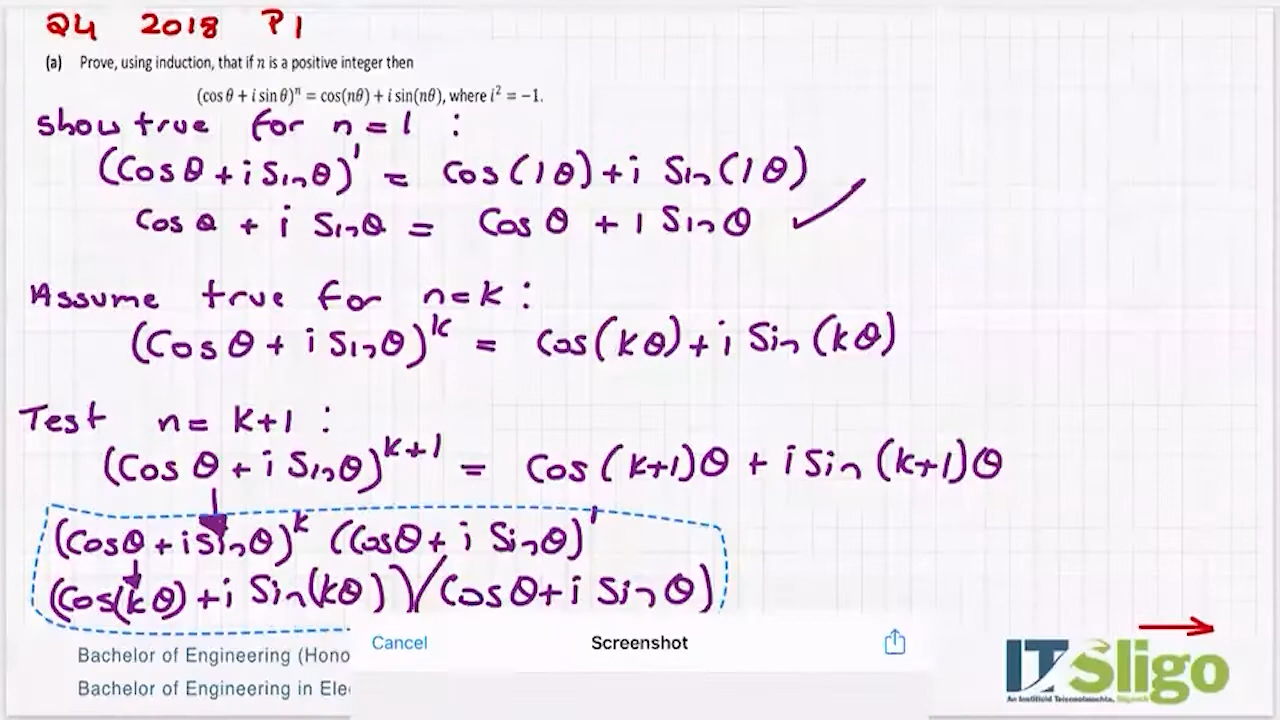 Q4 2018 P1
(a) Prove, using induction, that if n is a positive integer then
(cos θ + i sin θ)ⁿ = cos(nθ) + i sin(nθ), where i² = −1.
Show true for n = 1 :
(Cos θ + i Sin θ)¹ = Cos (1θ) + i Sin (1θ)
Cos θ + i Sin θ = Cos θ + i Sin θ ✓
Assume true for n = k :
(Cos θ + i Sin θ)ᵏ = Cos (kθ) + i Sin (kθ)
Test n = k+1 :
(Cos θ + i Sin θ)ᵏ⁺¹ = Cos (k+1)θ + i Sin (k+1)θ
(Cos θ + i Sin θ)ᵏ (Cos θ + i Sin θ)¹
(Cos(kθ) + i Sin(kθ))(Cos θ + i Sin θ)
Cancel Screenshot
Bachelor of Engineering (Hono
Bachelor of Engineering in Ele
IT Sligo
An Institiúid Teicneolaíochta, Sligeach